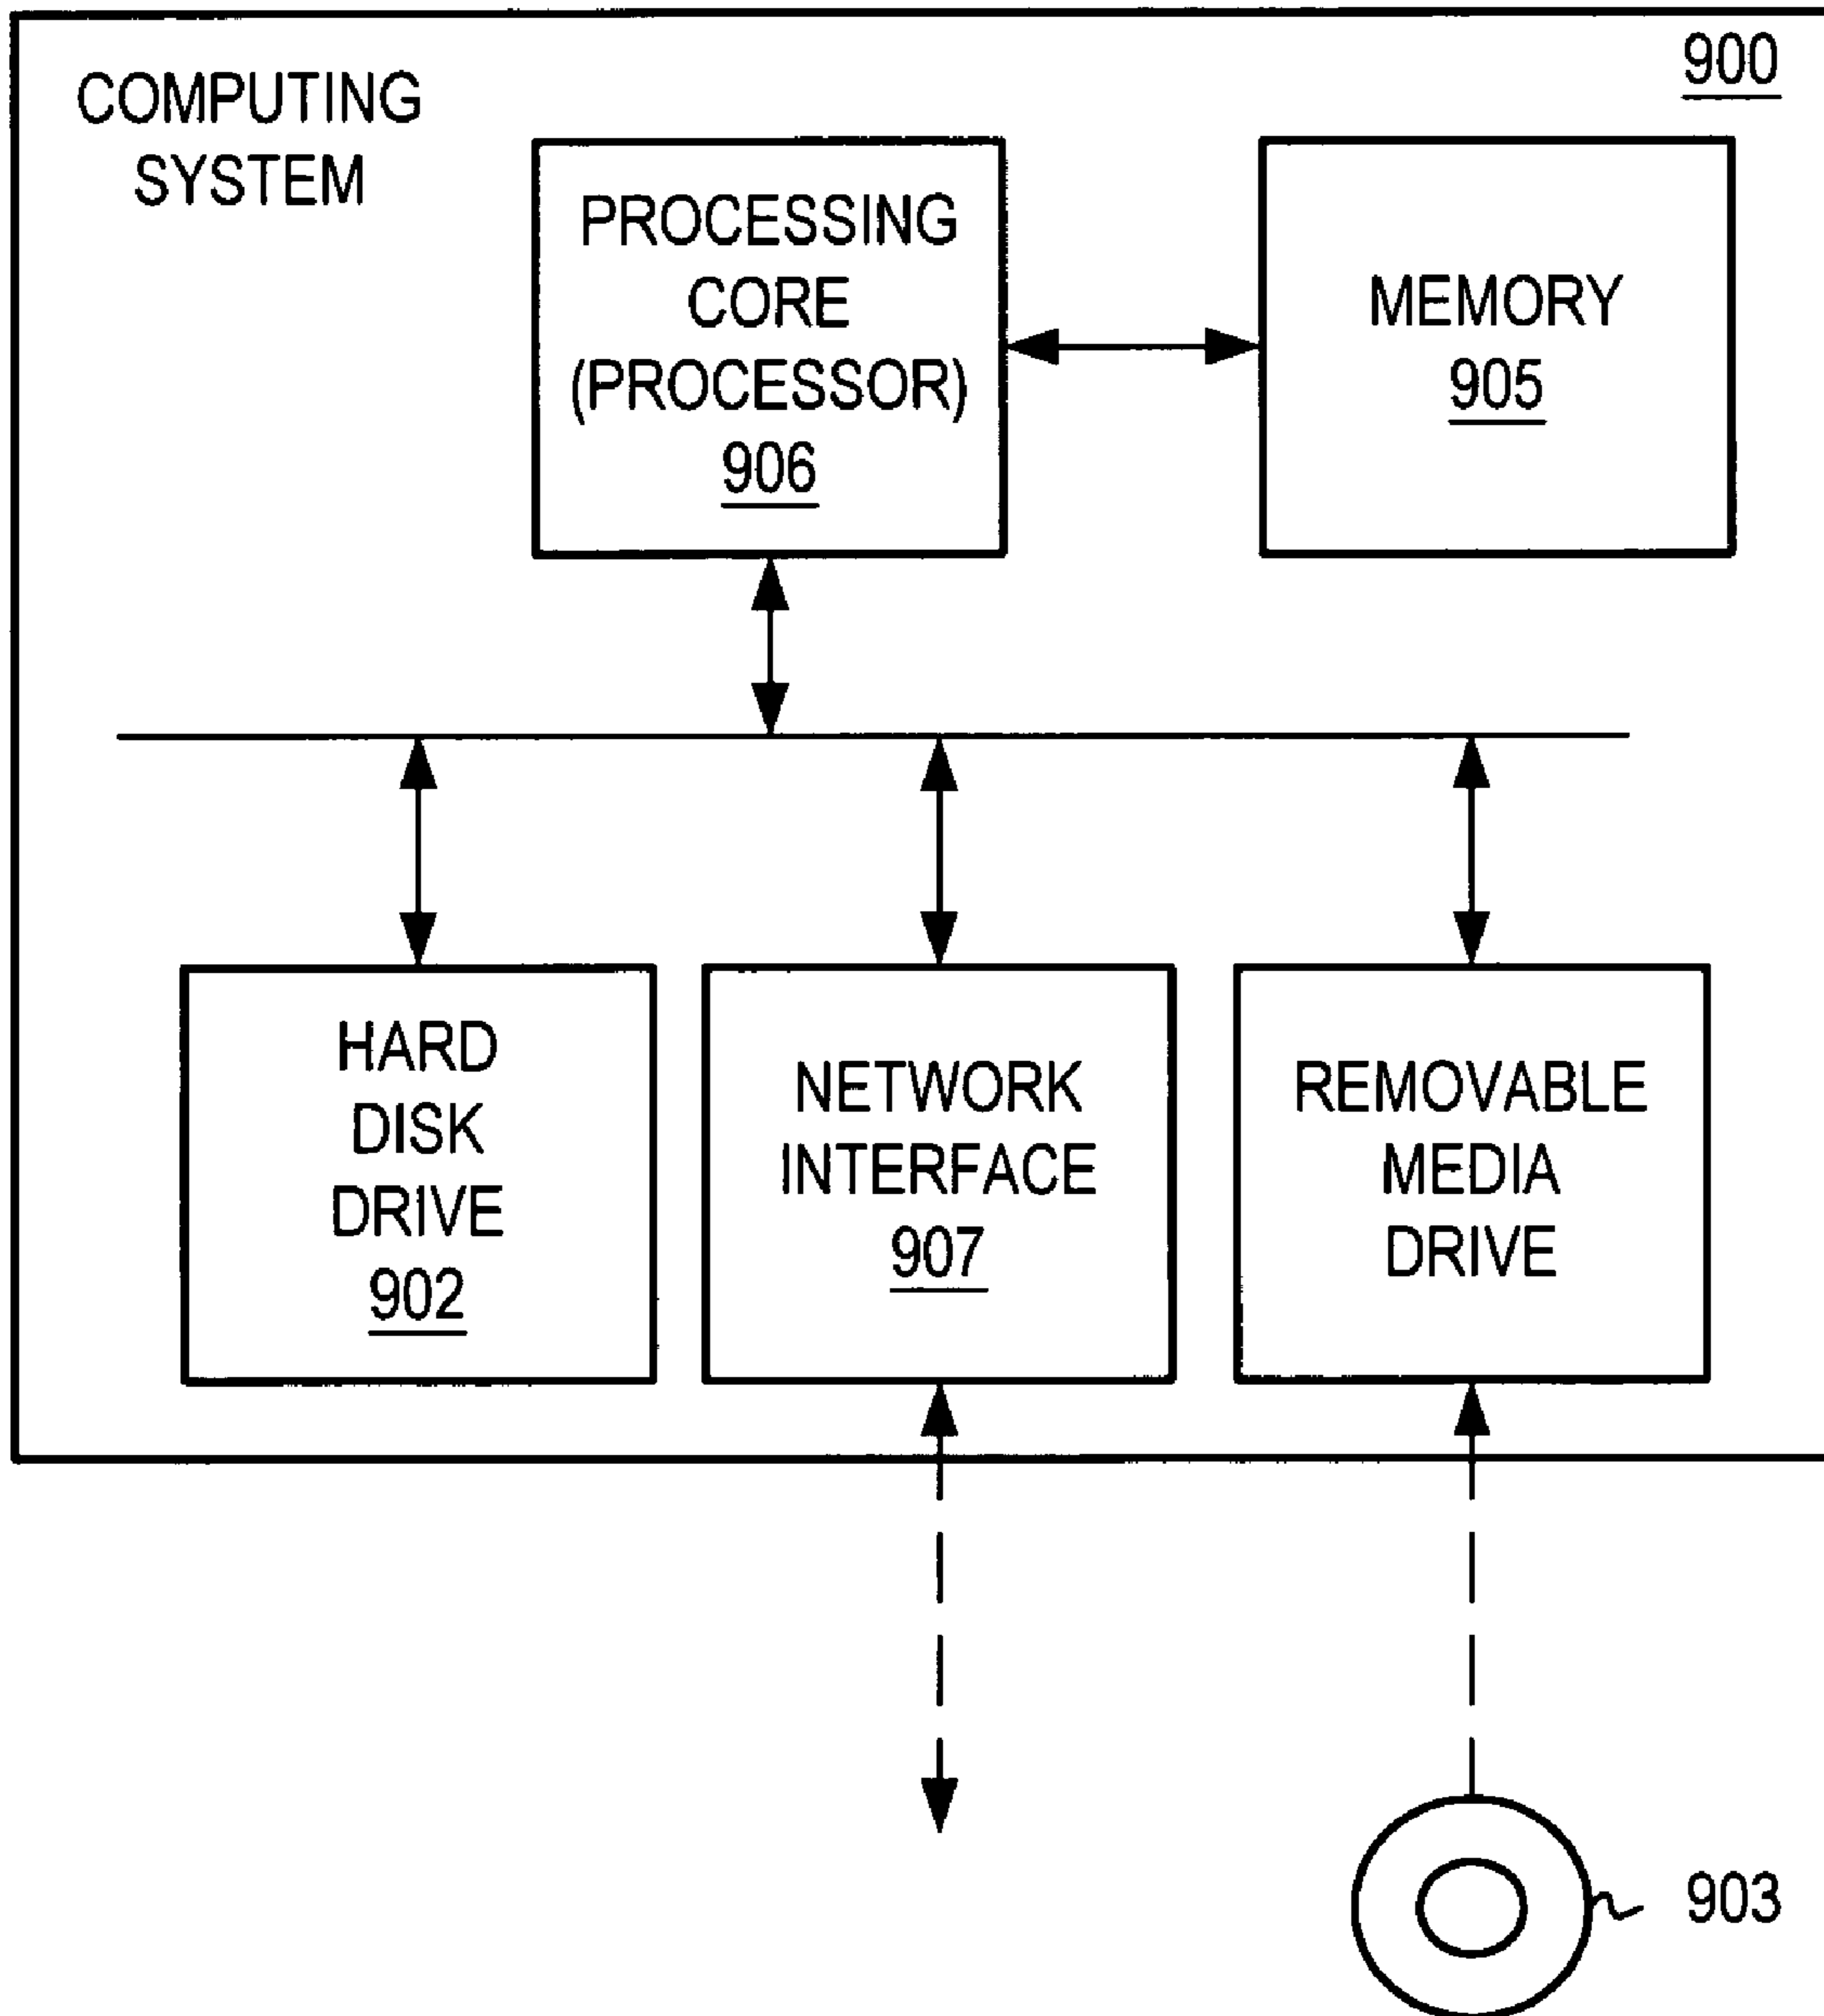 900
COMPUTING
SYSTEM
PROCESSING
CORE
(PROCESSOR)
906
MEMORY
905
HARD
DISK
DRIVE
902
NETWORK
INTERFACE
907
REMOVABLE
MEDIA
DRIVE
903